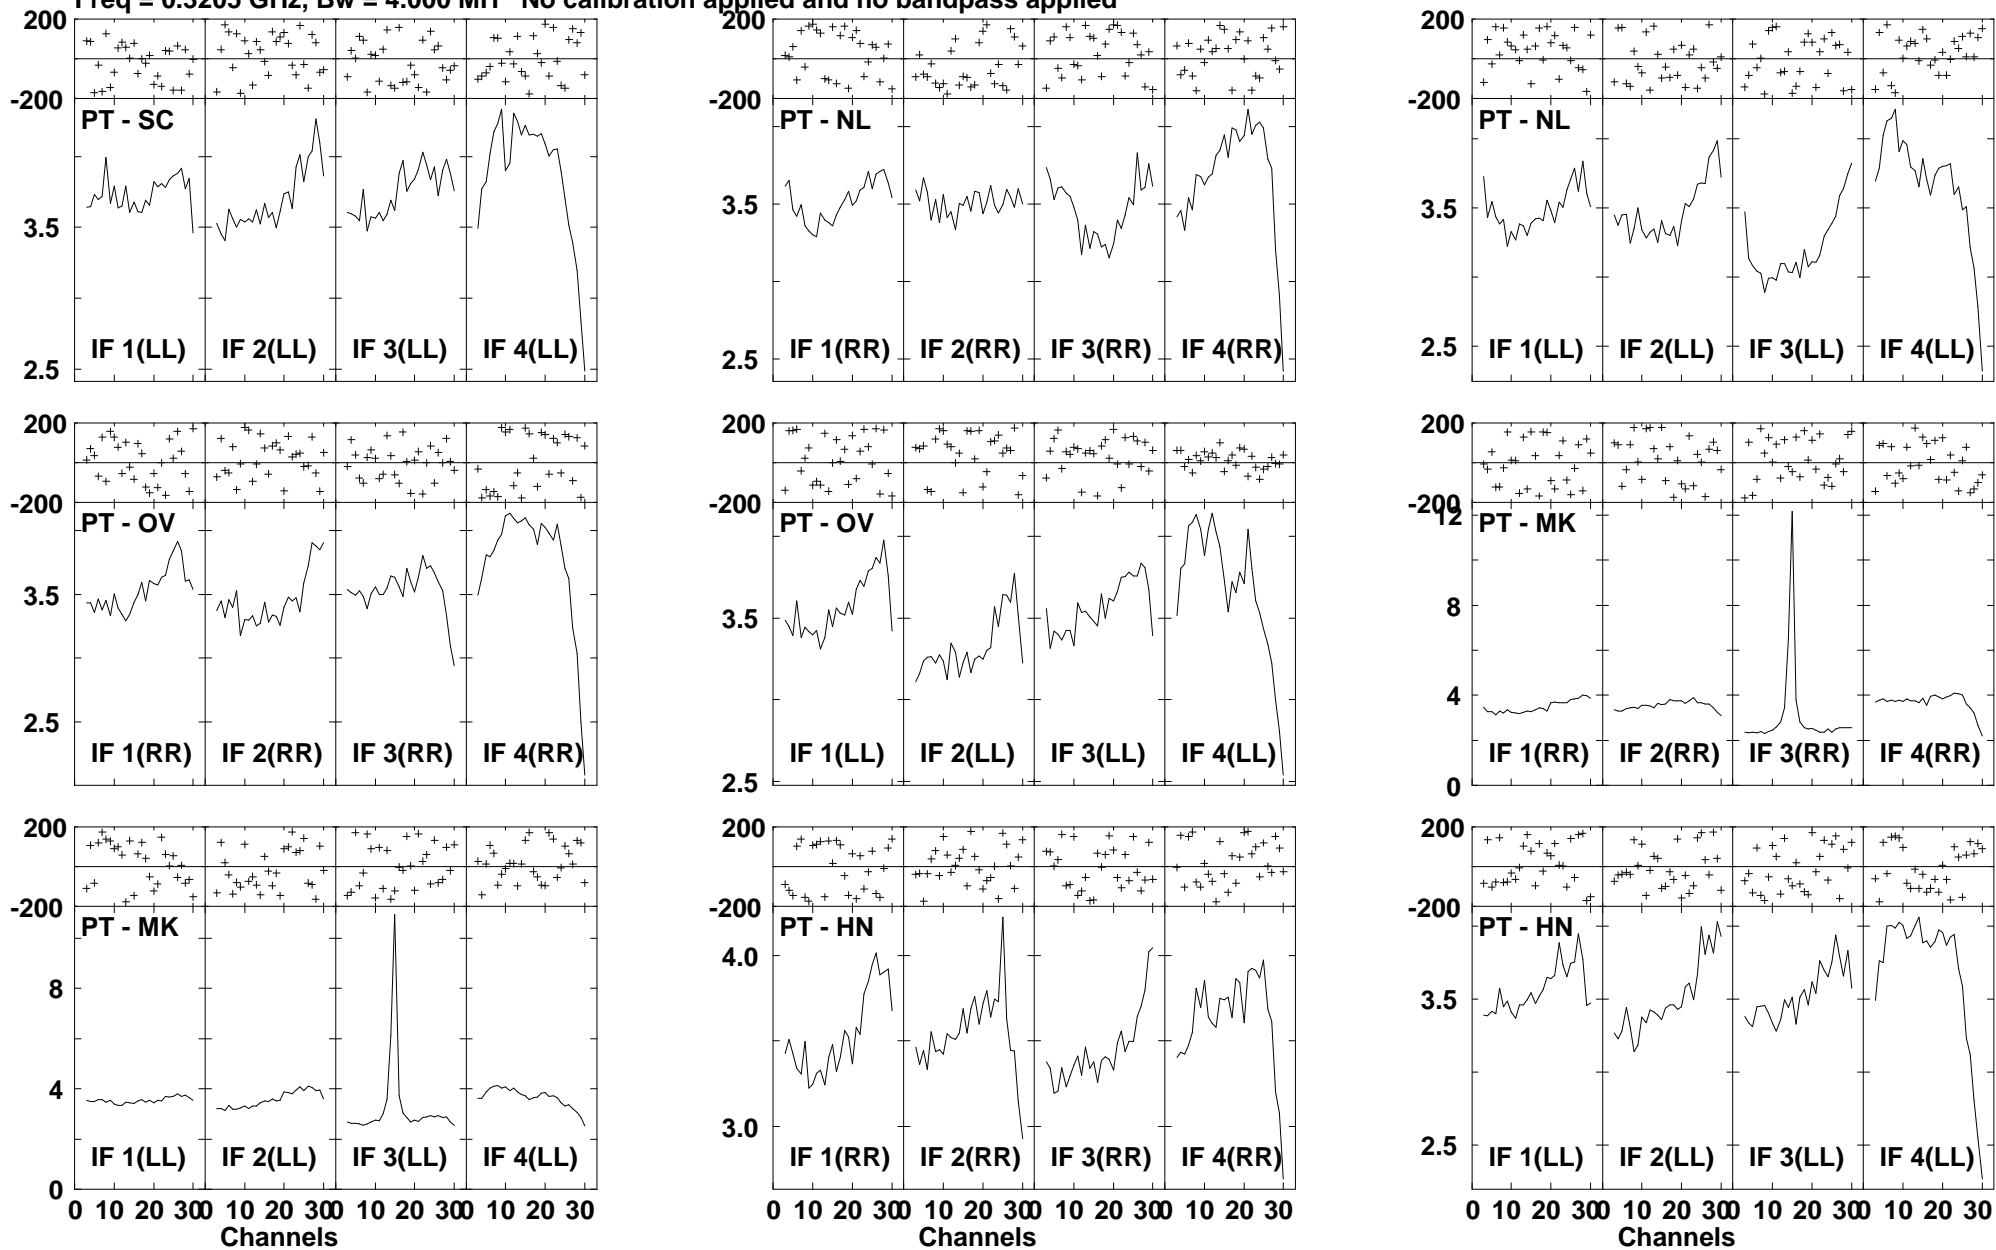 Freq = 0.3205 GHz, Bw = 4.000 MH No calibration applied and no bandpass applied
200 200 200
-200 -200 -200
PT - SC PT - NL PT - NL
3.5 3.5 3.5
2.5 2.5 2.5
IF 1(LL) IF 2(LL) IF 3(LL) IF 4(LL) IF 1(RR) IF 2(RR) IF 3(RR) IF 4(RR) IF 1(LL) IF 2(LL) IF 3(LL) IF 4(LL)
200 200 200
-200 -200 -200
PT - OV PT - OV PT - MK
12
3.5 3.5 8
4
2.5 2.5 0
IF 1(RR) IF 2(RR) IF 3(RR) IF 4(RR) IF 1(LL) IF 2(LL) IF 3(LL) IF 4(LL) IF 1(RR) IF 2(RR) IF 3(RR) IF 4(RR)
200 200 200
-200 -200 -200
PT - MK PT - HN PT - HN
8 4.0 3.5
4 3.0 2.5
0
IF 1(LL) IF 2(LL) IF 3(LL) IF 4(LL) IF 1(RR) IF 2(RR) IF 3(RR) IF 4(RR) IF 1(LL) IF 2(LL) IF 3(LL) IF 4(LL)
0 10 20 30 0 10 20 30 0 10 20 30 0 10 20 30 0 10 20 30 0 10 20 30 0 10 20 30 0 10 20 30 0 10 20 30 0 10 20 30 0 10 20 30 0 10 20 30
Channels Channels Channels